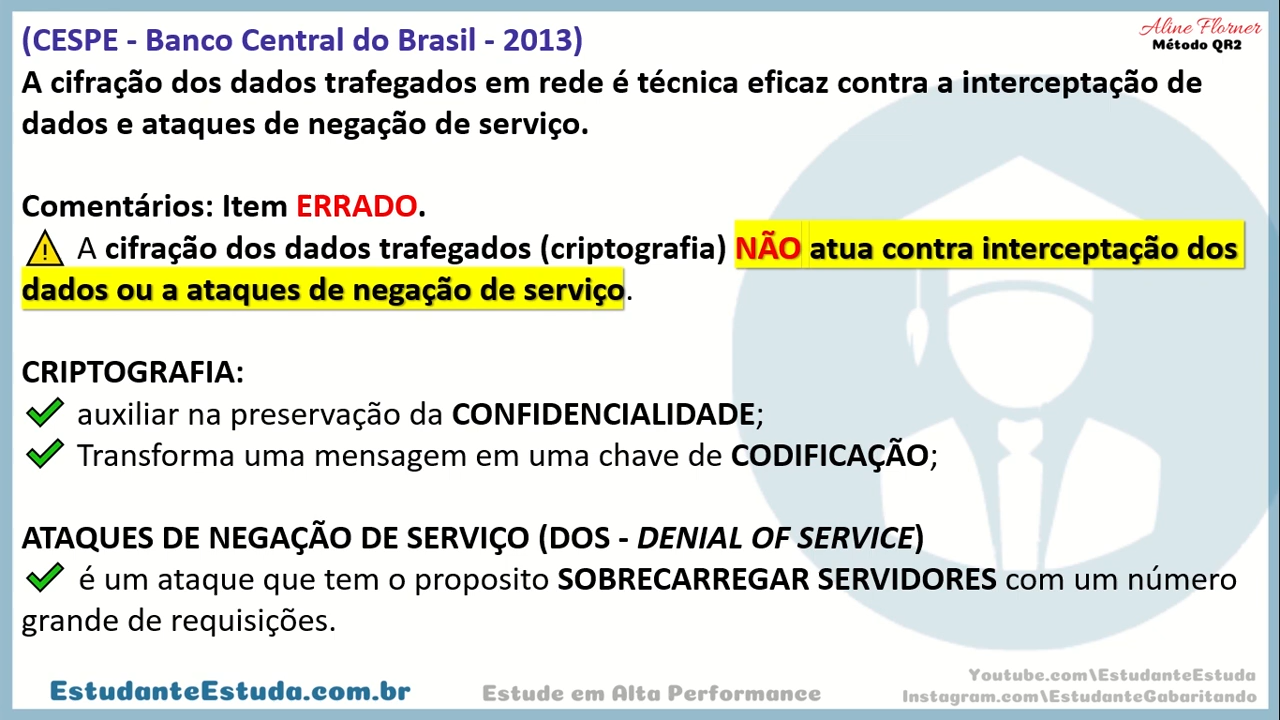 (CESPE - Banco Central do Brasil - 2013)
Aline Florner
Método QR2
A cifração dos dados trafegados em rede é técnica eficaz contra a interceptação de
dados e ataques de negação de serviço.
Comentários: Item ERRADO.
A cifração dos dados trafegados (criptografia) NÃO atua contra interceptação dos
dados ou a ataques de negação de serviço.
CRIPTOGRAFIA:
auxiliar na preservação da CONFIDENCIALIDADE;
Transforma uma mensagem em uma chave de CODIFICAÇÃO;
ATAQUES DE NEGAÇÃO DE SERVIÇO (DOS - DENIAL OF SERVICE)
é um ataque que tem o proposito SOBRECARREGAR SERVIDORES com um número
grande de requisições.
EstudanteEstuda.com.br
Estude em Alta Performance
Youtube.com\EstudanteEstuda
Instagram.com\EstudanteGabaritando